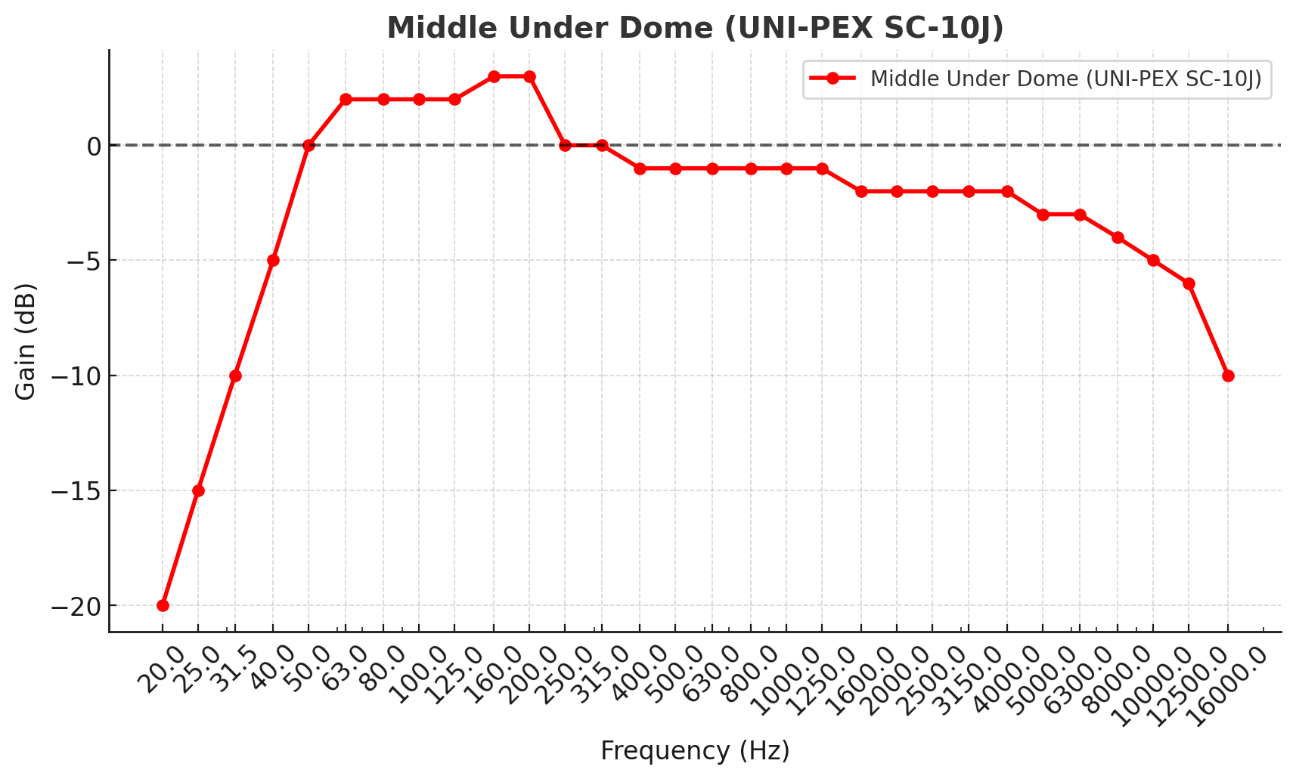 Middle Under Dome (UNI-PEX SC-10J)
Middle Under Dome (UNI-PEX SC-10J)
Gain (dB)
0
−5
−10
−15
−20
20.0 25.0 31.5 40.0 50.0 63.0 80.0 100.0 125.0 160.0 200.0 250.0 315.0 400.0 500.0 630.0 800.0 1000.0 1250.0 1600.0 2000.0 2500.0 3150.0 4000.0 5000.0 6300.0 8000.0 10000.0 12500.0 16000.0
Frequency (Hz)